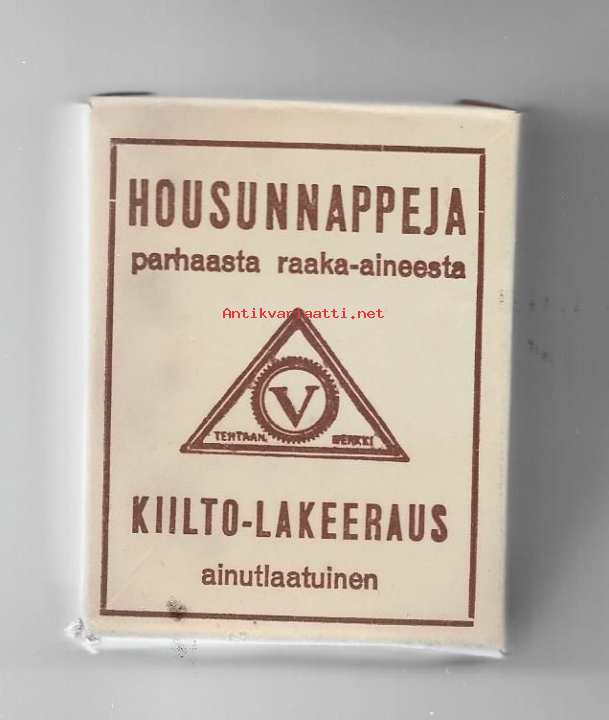 HOUSUNNAPPEJA
parhaasta raaka-aineesta
Antikvariaatti.net
V
TEHTAAN MERKKI
KIILTO-LAKEERAUS
ainutlaatuinen